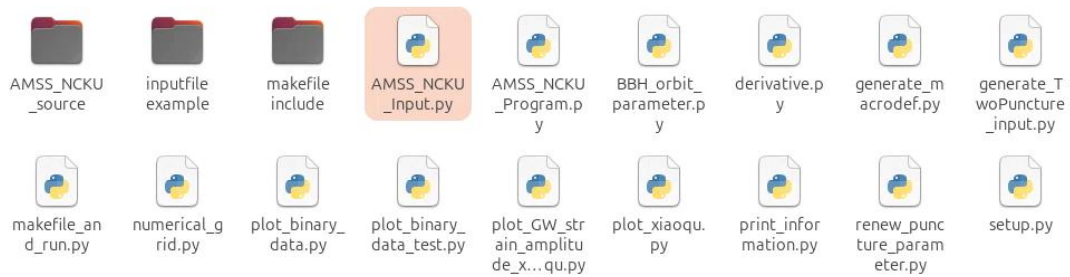 AMSS_NCKU
_source
inputfile
example
makefile
include
AMSS_NCKU
_Input.py
AMSS_NCKU
_Program.p
y
BBH_orbit_
parameter.p
y
derivative.p
y
generate_m
acrodef.py
generate_T
woPuncture
_input.py
makefile_an
d_run.py
numerical_g
rid.py
plot_binary_
data.py
plot_binary_
data_test.py
plot_GW_str
ain_amplitu
de_x...qu.py
plot_xiaoqu.
py
print_infor
mation.py
renew_punc
ture_param
eter.py
setup.py